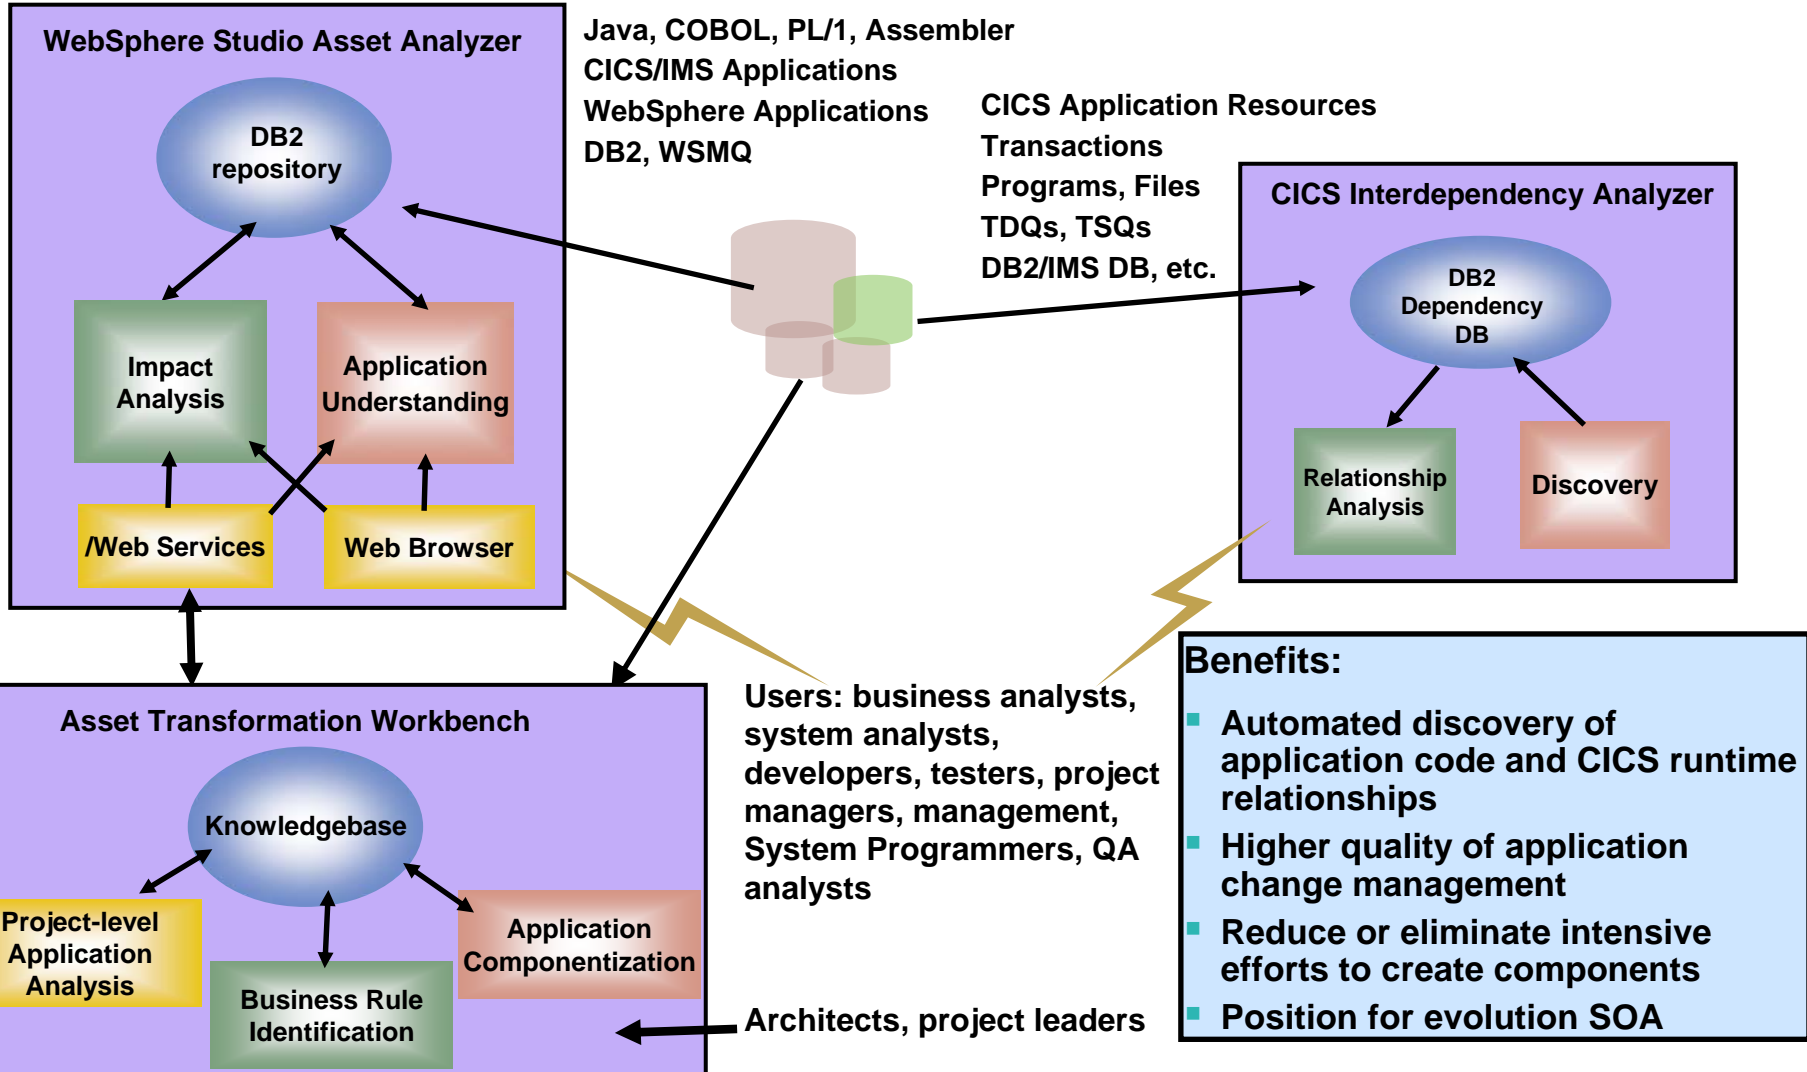 WebSphere Studio Asset Analyzer
DB2
repository
Impact
Analysis
Application
Understanding
/Web Services
Web Browser
Java, COBOL, PL/1, Assembler
CICS/IMS Applications
WebSphere Applications
DB2, WSMQ
CICS Application Resources
Transactions
Programs, Files
TDQs, TSQs
DB2/IMS DB, etc.
CICS Interdependency Analyzer
DB2
Dependency
DB
Relationship
Analysis
Discovery
Asset Transformation Workbench
Knowledgebase
Project-level
Application
Analysis
Business Rule
Identification
Application
Componentization
Users: business analysts,
system analysts,
developers, testers, project
managers, management,
System Programmers, QA
analysts
Architects, project leaders
Benefits:
Automated discovery of
application code and CICS runtime
relationships
Higher quality of application
change management
Reduce or eliminate intensive
efforts to create components
Position for evolution SOA